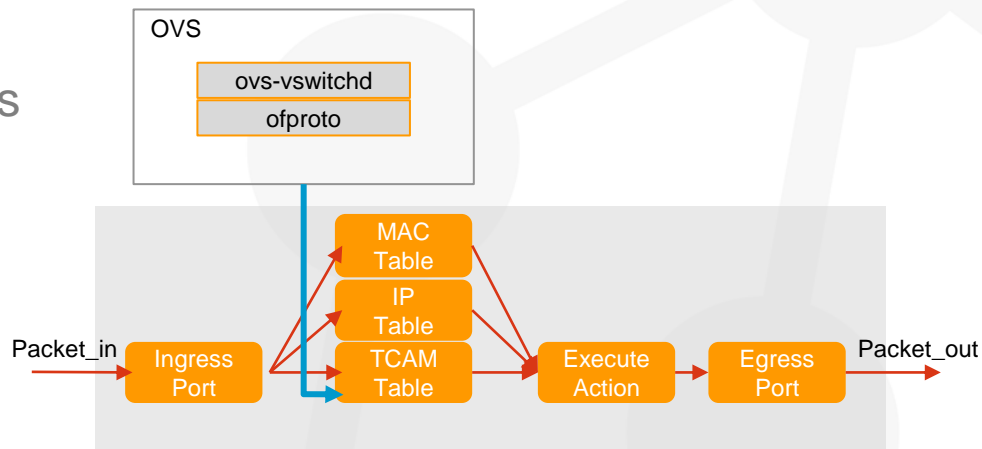 OVS
ovs-vswitchd
s
ofproto
MAC
Table
IP
Table
Packet_in
Ingress
Port
TCAM
Table
Execute
Action
Egress
Port
Packet_out